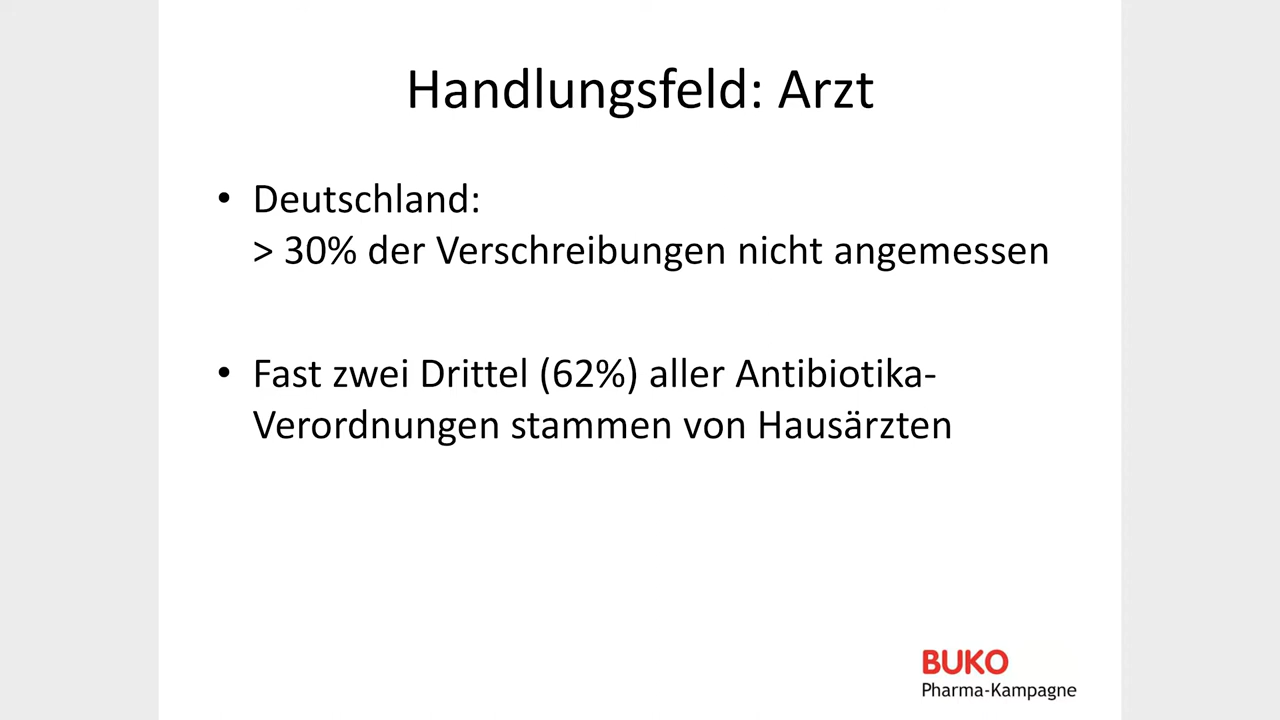 Handlungsfeld: Arzt
• Deutschland:
> 30% der Verschreibungen nicht angemessen
• Fast zwei Drittel (62%) aller Antibiotika-
Verordnungen stammen von Hausärzten
BUKO
Pharma-Kampagne